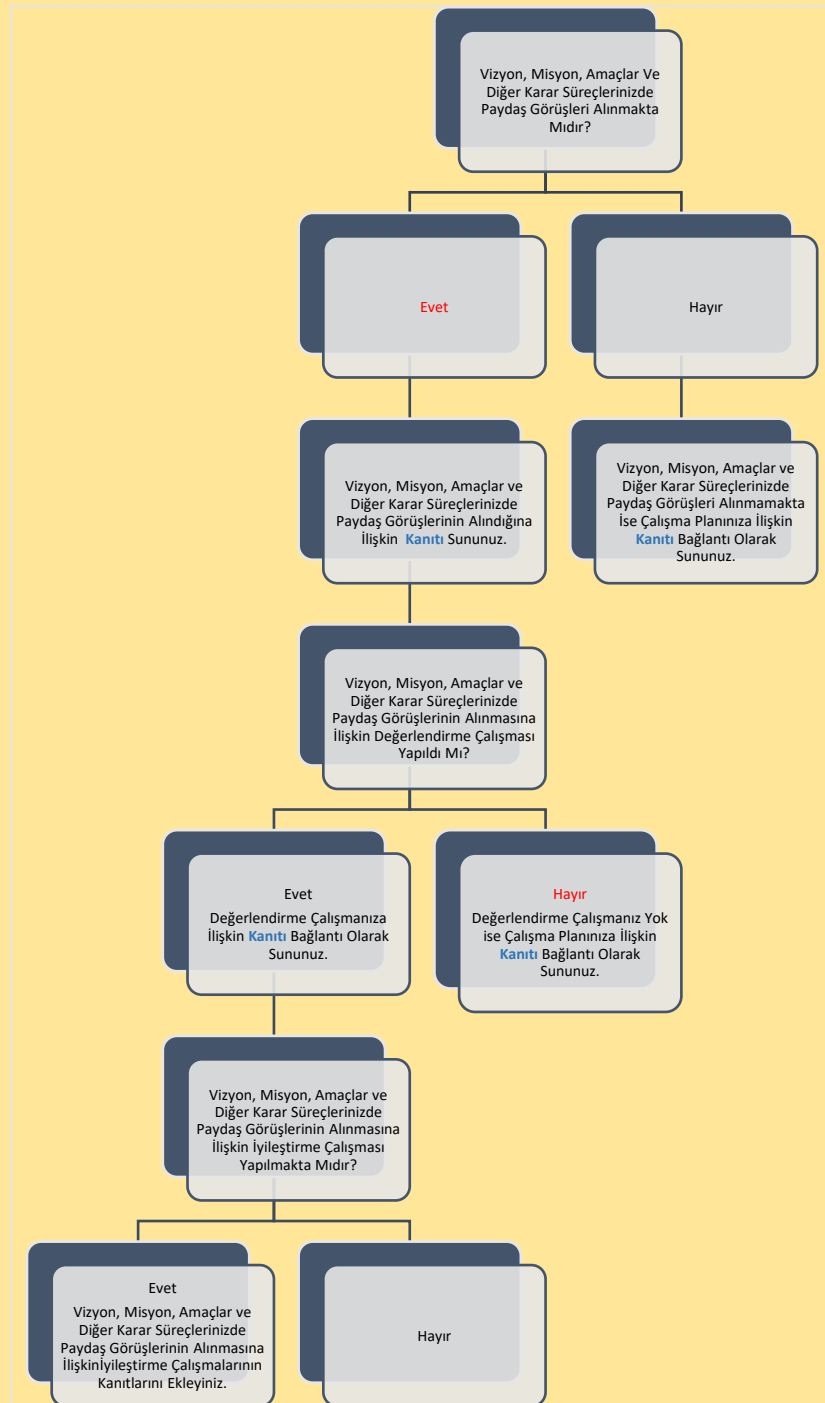 Vizyon, Misyon, Amaçlar Ve
Diğer Karar Süreçlerinizde
Paydaş Görüşleri Alınmakta
Mıdır?
Evet
Hayır
Vizyon, Misyon, Amaçlar ve
Diğer Karar Süreçlerinizde
Paydaş Görüşlerinin Alındığına
İlişkin Kanıtı Sununuz.
Vizyon, Misyon, Amaçlar ve
Diğer Karar Süreçlerinizde
Paydaş Görüşleri Alınmamakta
İse Çalışma Planınıza İlişkin
Kanıtı Bağlantı Olarak
Sununuz.
Vizyon, Misyon, Amaçlar ve
Diğer Karar Süreçlerinizde
Paydaş Görüşlerinin Alınmasına
İlişkin Değerlendirme Çalışması
Yapıldı Mı?
Evet
Değerlendirme Çalışmanıza
İlişkin Kanıtı Bağlantı Olarak
Sununuz.
Hayır
Değerlendirme Çalışmanız Yok
ise Çalışma Planınıza İlişkin
Kanıtı Bağlantı Olarak
Sununuz.
Vizyon, Misyon, Amaçlar ve
Diğer Karar Süreçlerinizde
Paydaş Görüşlerinin Alınmasına
İlişkin İyileştirme Çalışması
Yapılmakta Mıdır?
Evet
Vizyon, Misyon, Amaçlar ve
Diğer Karar Süreçlerinizde
Paydaş Görüşlerinin Alınmasına
İlişkinİyileştirme Çalışmalarının
Kanıtlarını Ekleyiniz.
Hayır